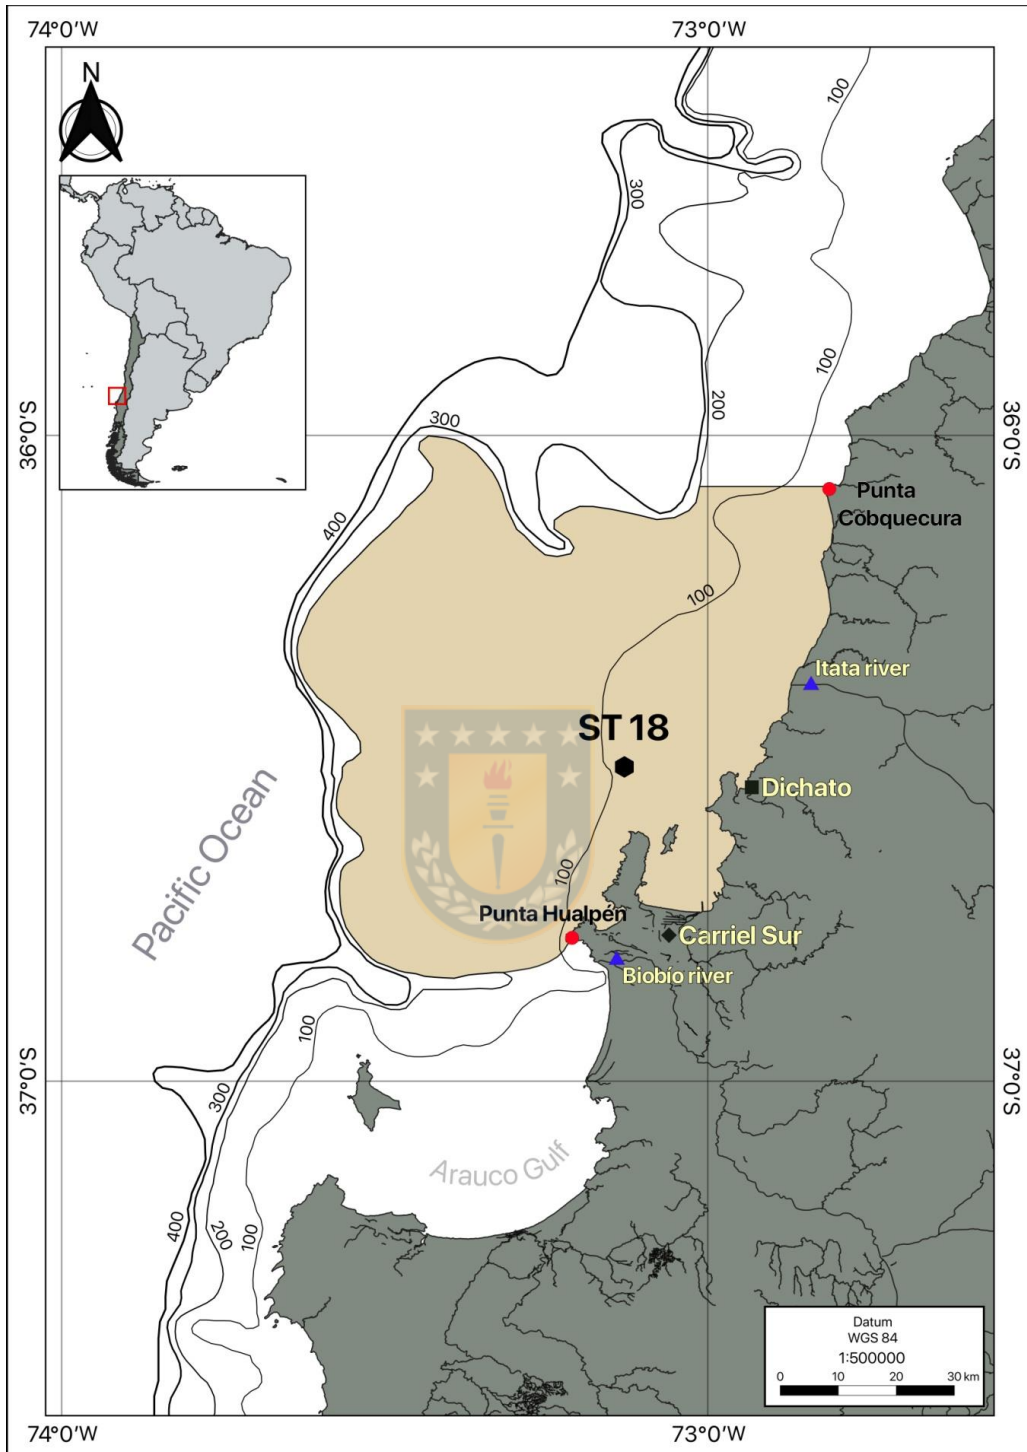 74°0'W
73°0'W
N
100
300
100
36°0'S
36°0'S
200
300
400
Punta
Cobquecura
100
Itata river
ST 18
Pacific Ocean
Dichato
100
Punta Hualpén
Carriel Sur
Biobío river
100
37°0'S
37°0'S
300
Arauco Gulf
400
200
100
Datum
WGS 84
1:500000
0 10 20 30 km
74°0'W
73°0'W